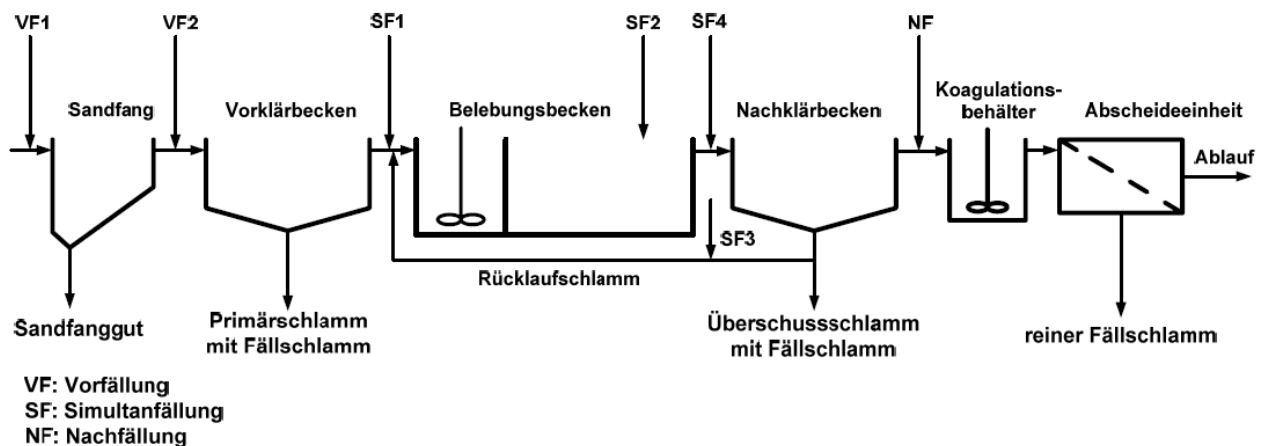 VF1
VF2
SF1
SF2
SF4
NF
Sandfang
Vorklärbecken
Belebungsbecken
Nachklärbecken
Koagulations-
behälter
Abscheideeinheit
Ablauf
SF3
Rücklaufschlamm
Sandfanggut
Primärschlamm
mit Fällschlamm
Überschussschlamm
mit Fällschlamm
reiner Fällschlamm
VF: Vorfällung
SF: Simultanfällung
NF: Nachfällung